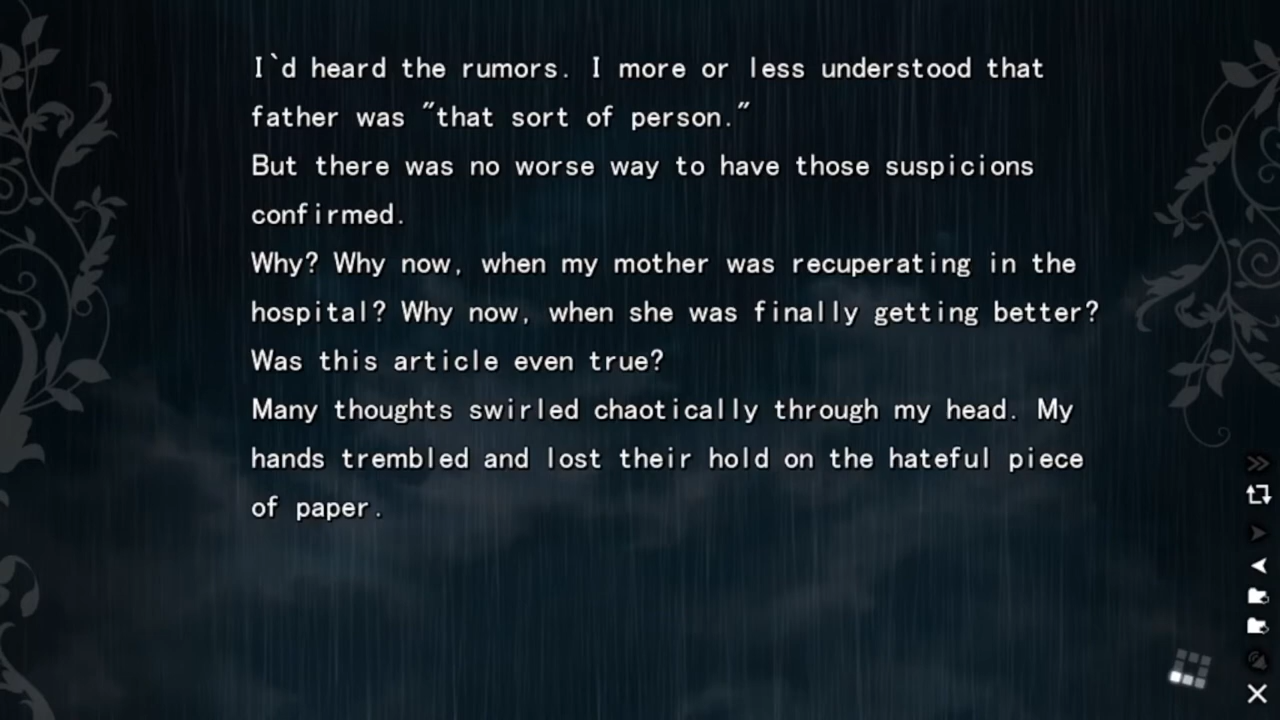 I`d heard the rumors. I more or less understood that
father was "that sort of person."
But there was no worse way to have those suspicions
confirmed.
Why? Why now, when my mother was recuperating in the
hospital? Why now, when she was finally getting better?
Was this article even true?
Many thoughts swirled chaotically through my head. My
hands trembled and lost their hold on the hateful piece
of paper.